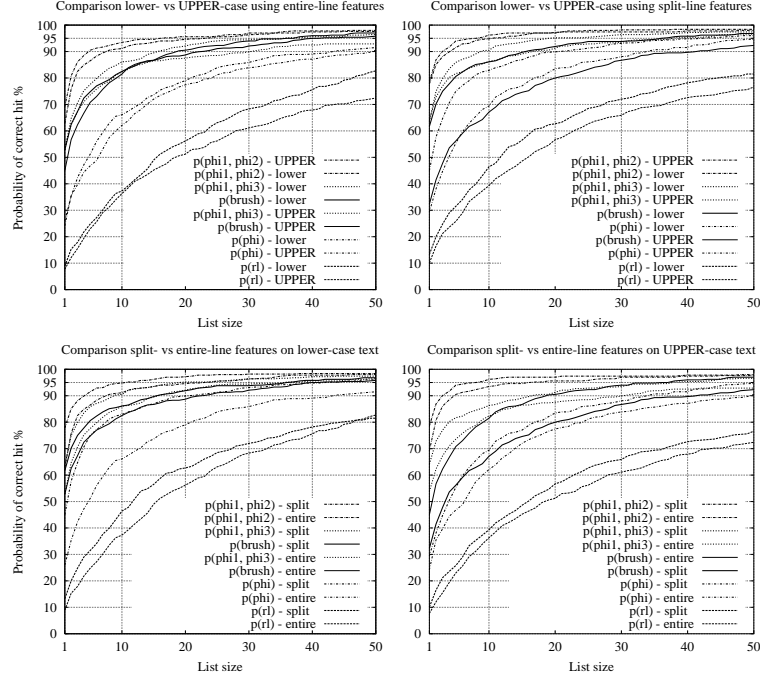 Comparison lower- vs UPPER-case using entire-line features
Probability of correct hit %
100
95
90
80
70
60
50
40
30
20
10
0
p(phi1, phi2) - UPPER
p(phi1, phi2) - lower
p(phi1, phi3) - lower
p(brush) - lower
p(phi1, phi3) - UPPER
p(brush) - UPPER
p(phi) - lower
p(phi) - UPPER
p(rl) - lower
p(rl) - UPPER
1 10 20 30 40 50
List size
Comparison lower- vs UPPER-case using split-line features
100
95
90
80
70
60
50
40
30
20
10
0
p(phi1, phi2) - UPPER
p(phi1, phi2) - lower
p(phi1, phi3) - lower
p(phi1, phi3) - UPPER
p(brush) - lower
p(phi) - lower
p(brush) - UPPER
p(phi) - UPPER
p(rl) - lower
p(rl) - UPPER
1 10 20 30 40 50
List size
Comparison split- vs entire-line features on lower-case text
Probability of correct hit %
100
95
90
80
70
60
50
40
30
20
10
0
p(phi1, phi2) - split
p(phi1, phi2) - entire
p(phi1, phi3) - split
p(brush) - split
p(phi1, phi3) - entire
p(brush) - entire
p(phi) - split
p(phi) - entire
p(rl) - split
p(rl) - entire
1 10 20 30 40 50
List size
Comparison split- vs entire-line features on UPPER-case text
100
95
90
80
70
60
50
40
30
20
10
0
p(phi1, phi2) - split
p(phi1, phi2) - entire
p(phi1, phi3) - split
p(phi1, phi3) - entire
p(brush) - entire
p(brush) - split
p(phi) - split
p(phi) - entire
p(rl) - split
p(rl) - entire
1 10 20 30 40 50
List size